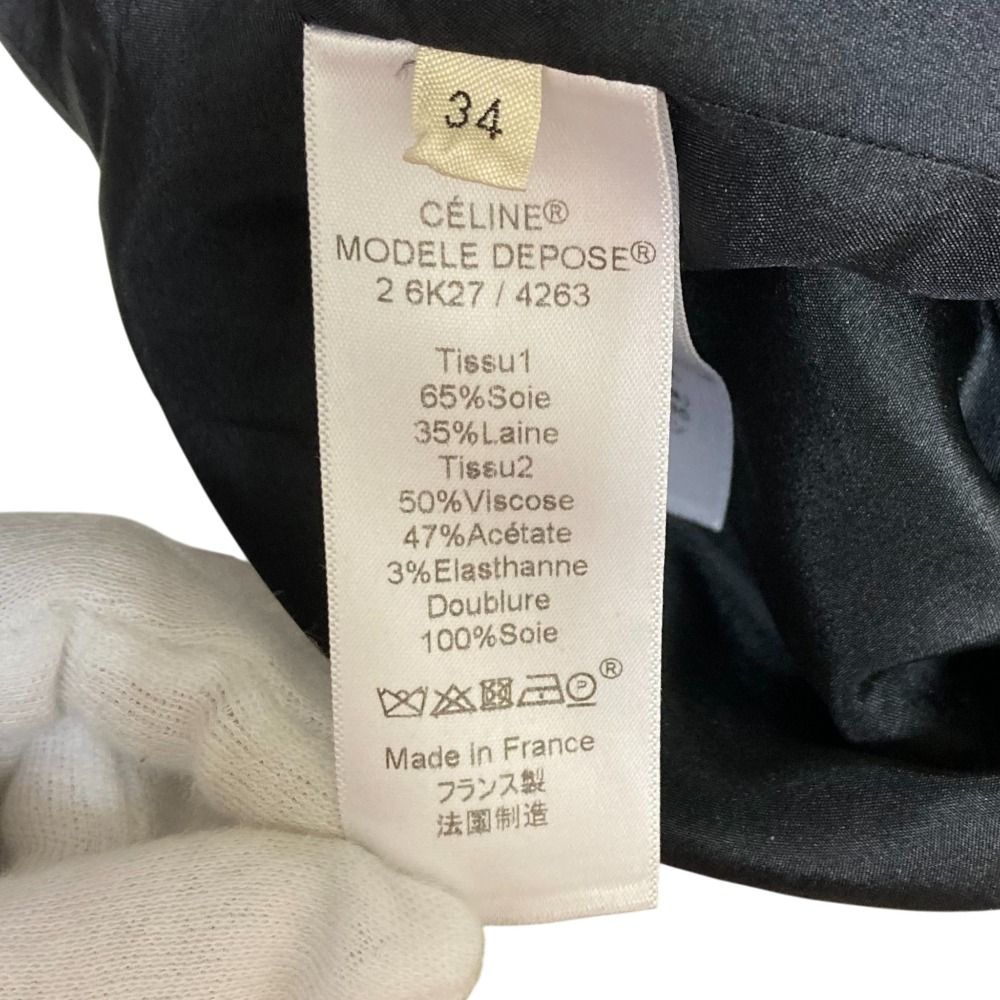 34
CÉLINE®
MODELE DEPOSE®
2 6K27 / 4263
Tissu1
65%Soie
35%Laine
Tissu2
50%Viscose
47%Acétate
3%Elasthanne
Doublure
100%Soie
P ®
Made in France
フランス製
法國制造